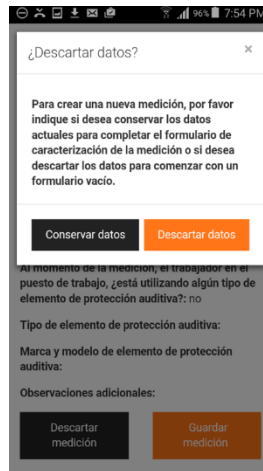 96% 7:54 PM
¿Descartar datos? ×
Para crear una nueva medición, por favor
indique si desea conservar los datos
actuales para completar el formulario de
caracterización de la medición o si desea
descartar los datos para comenzar con un
formulario vacío.
Conservar datos Descartar datos
Al momento de la medición, el trabajador en el
puesto de trabajo, ¿está utilizando algún tipo de
elemento de protección auditiva?: no
Tipo de elemento de protección auditiva:
Marca y modelo de elemento de protección
auditiva:
Observaciones adicionales:
Descartar Guardar
medición medición